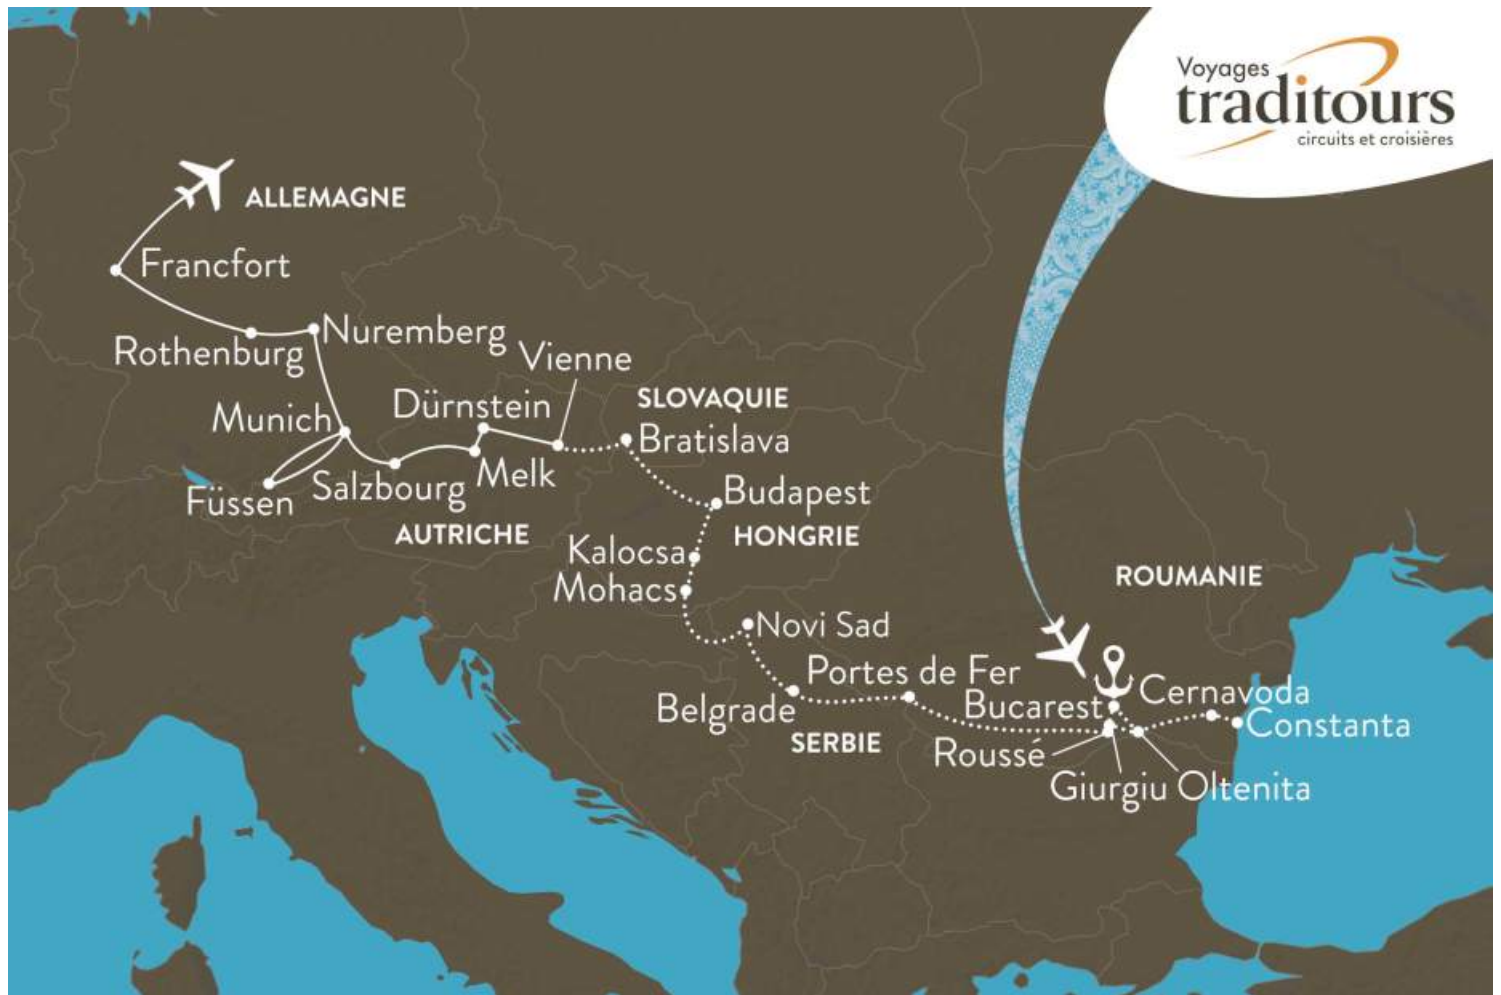 Voyages
traditours
circuits et croisières
ALLEMAGNE
Francfort
Nuremberg
Rothenburg
Vienne
SLOVAQUIE
Dürnstein
Munich
Bratislava
Melk
Salzbourg
Füssen
Budapest
AUTRICHE
HONGRIE
Kalocsa
Mohacs
ROUMANIE
Novi Sad
Portes de Fer
Cernavoda
Bucarest
Belgrade
Constanta
SERBIE
Roussé
Giurgiu
Oltenita